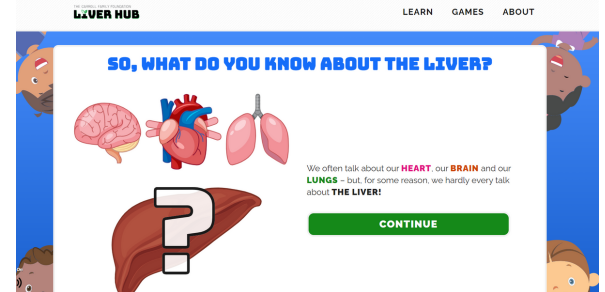 LIVER HUB
LEARN GAMES ABOUT
SO, WHAT DO YOU KNOW ABOUT THE LIVER?
?
We often talk about our HEART, our BRAIN and our
LUNGS – but, for some reason, we hardly every talk
about THE LIVER!
CONTINUE